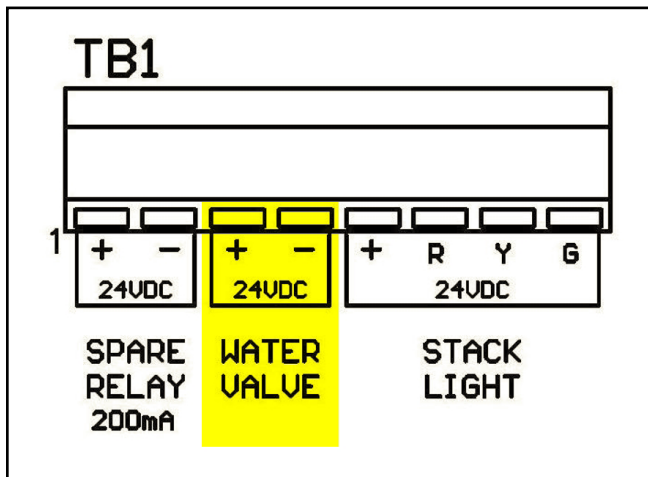 TB1
1
+ - + - + R Y G
24VDC 24VDC 24VDC
SPARE WATER STACK
RELAY VALVE LIGHT
200mA